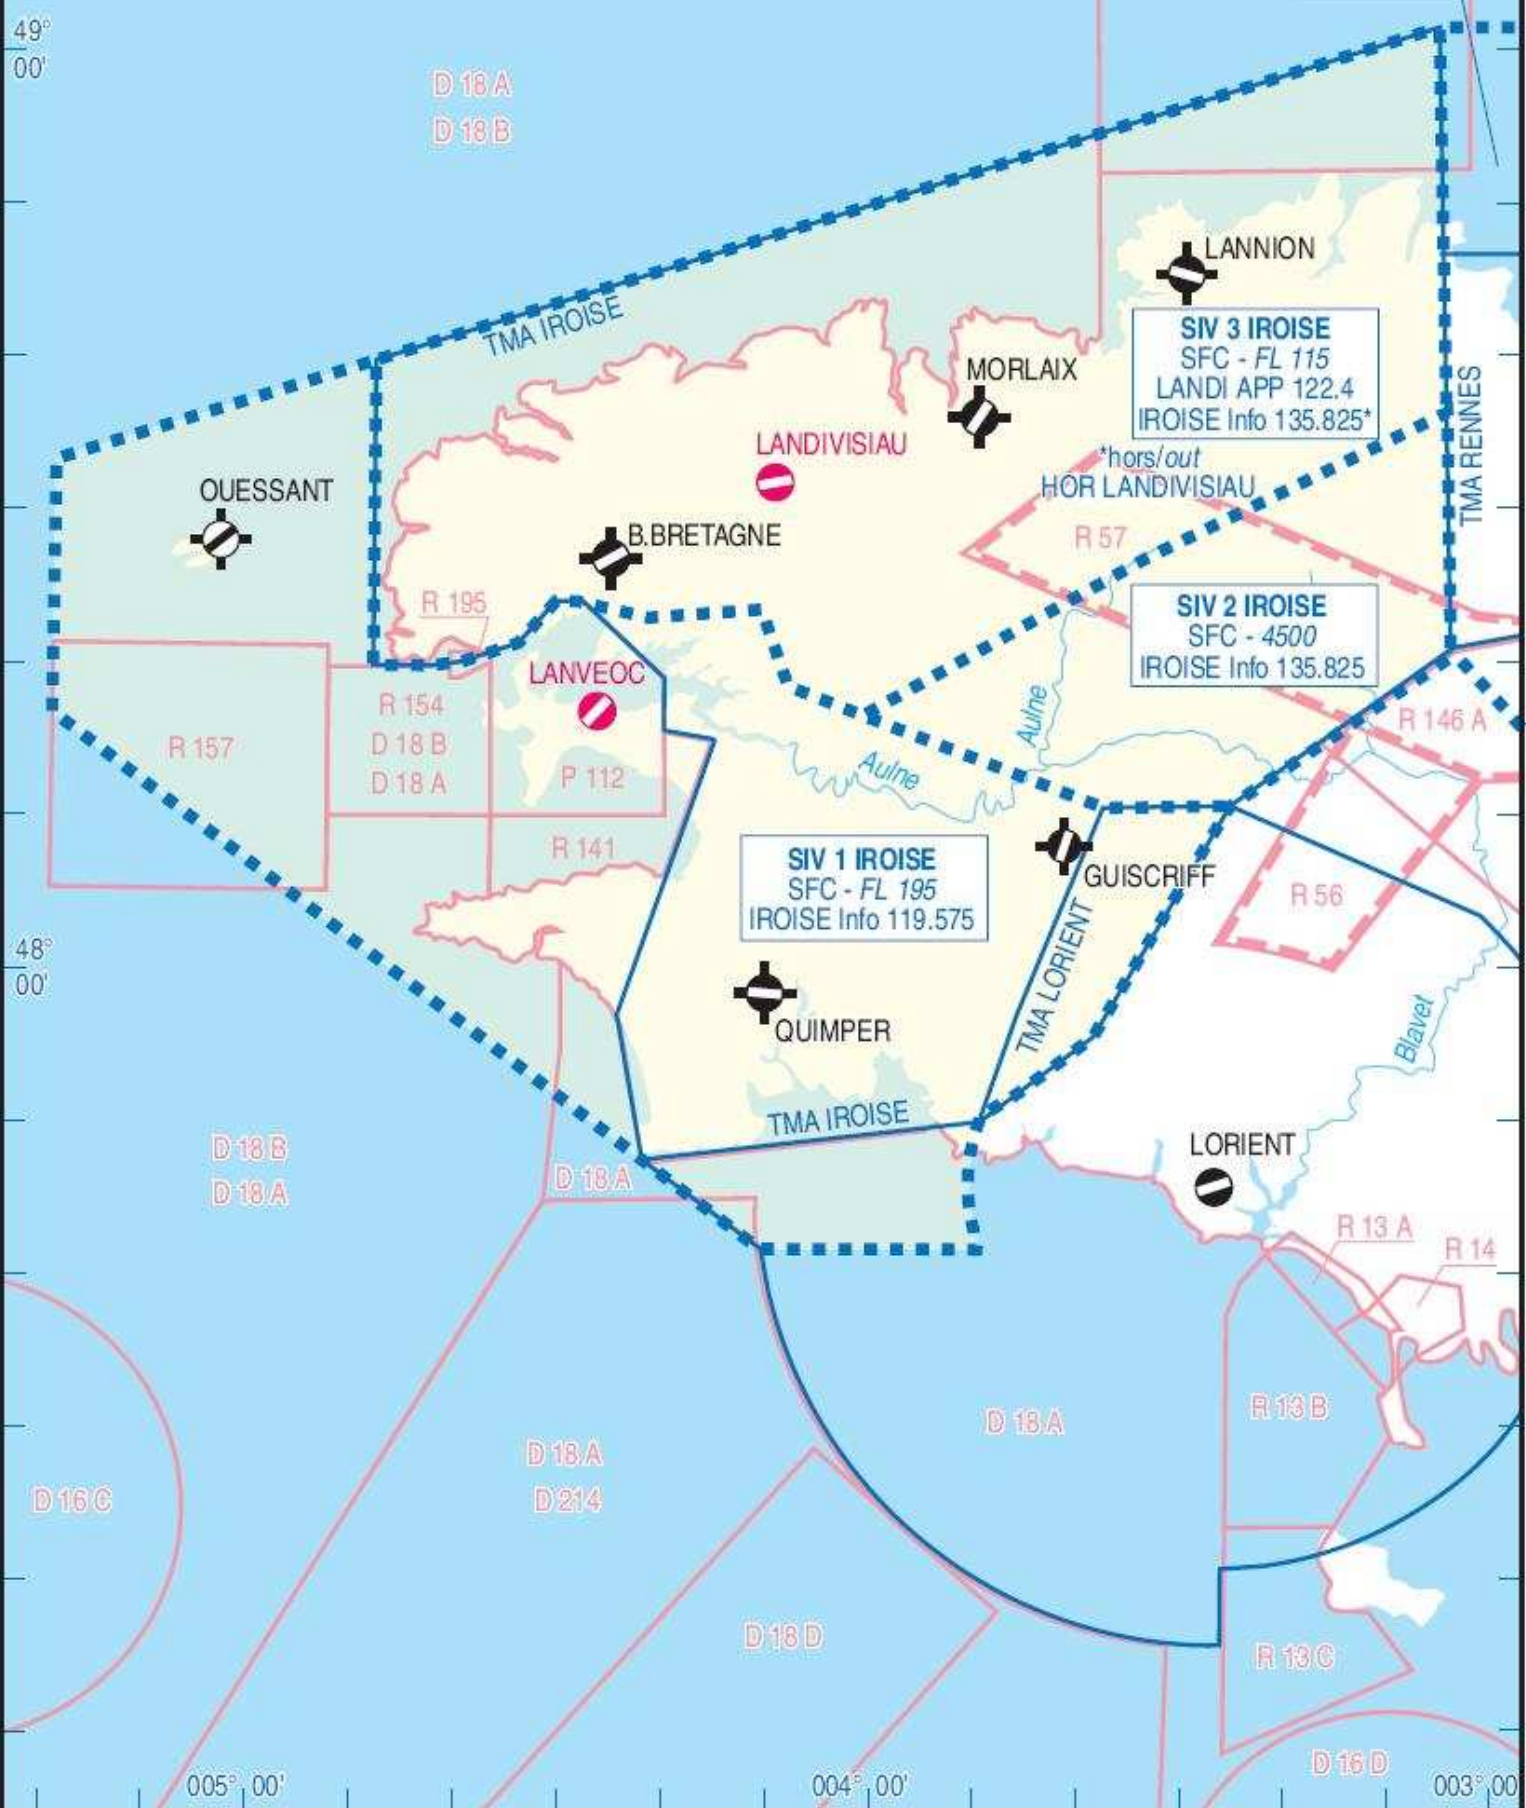 49°
00'
D 18 A
D 18 B
LANNION
TMA IROISE
SIV 3 IROISE
SFC - FL 115
LANDI APP 122.4
IROISE Info 135.825*
MORLAIX
TMA RENNES
LANDIVISIAU
*hors/out
HOR LANDIVISIAU
OUESSANT
B.BRETAGNE
R 57
R 195
SIV 2 IROISE
SFC - 4500
IROISE Info 135.825
LANVEOC
R 154
D 18 B
D 18 A
R 157
P 112
Aulne
Aulne
R 146 A
R 141
SIV 1 IROISE
SFC - FL 195
IROISE Info 119.575
GUISCRIFF
R 56
48°
00'
TMA LORIENT
QUIMPER
Blavet
TMA IROISE
D 18 B
D 18 A
D 18 A
LORIENT
R 13 A
R 14
D 18 A
R 13 B
D 18 A
D 214
D 16 C
D 18 D
R 13 C
D 16 D
005° 00'
004° 00'
003° 00'